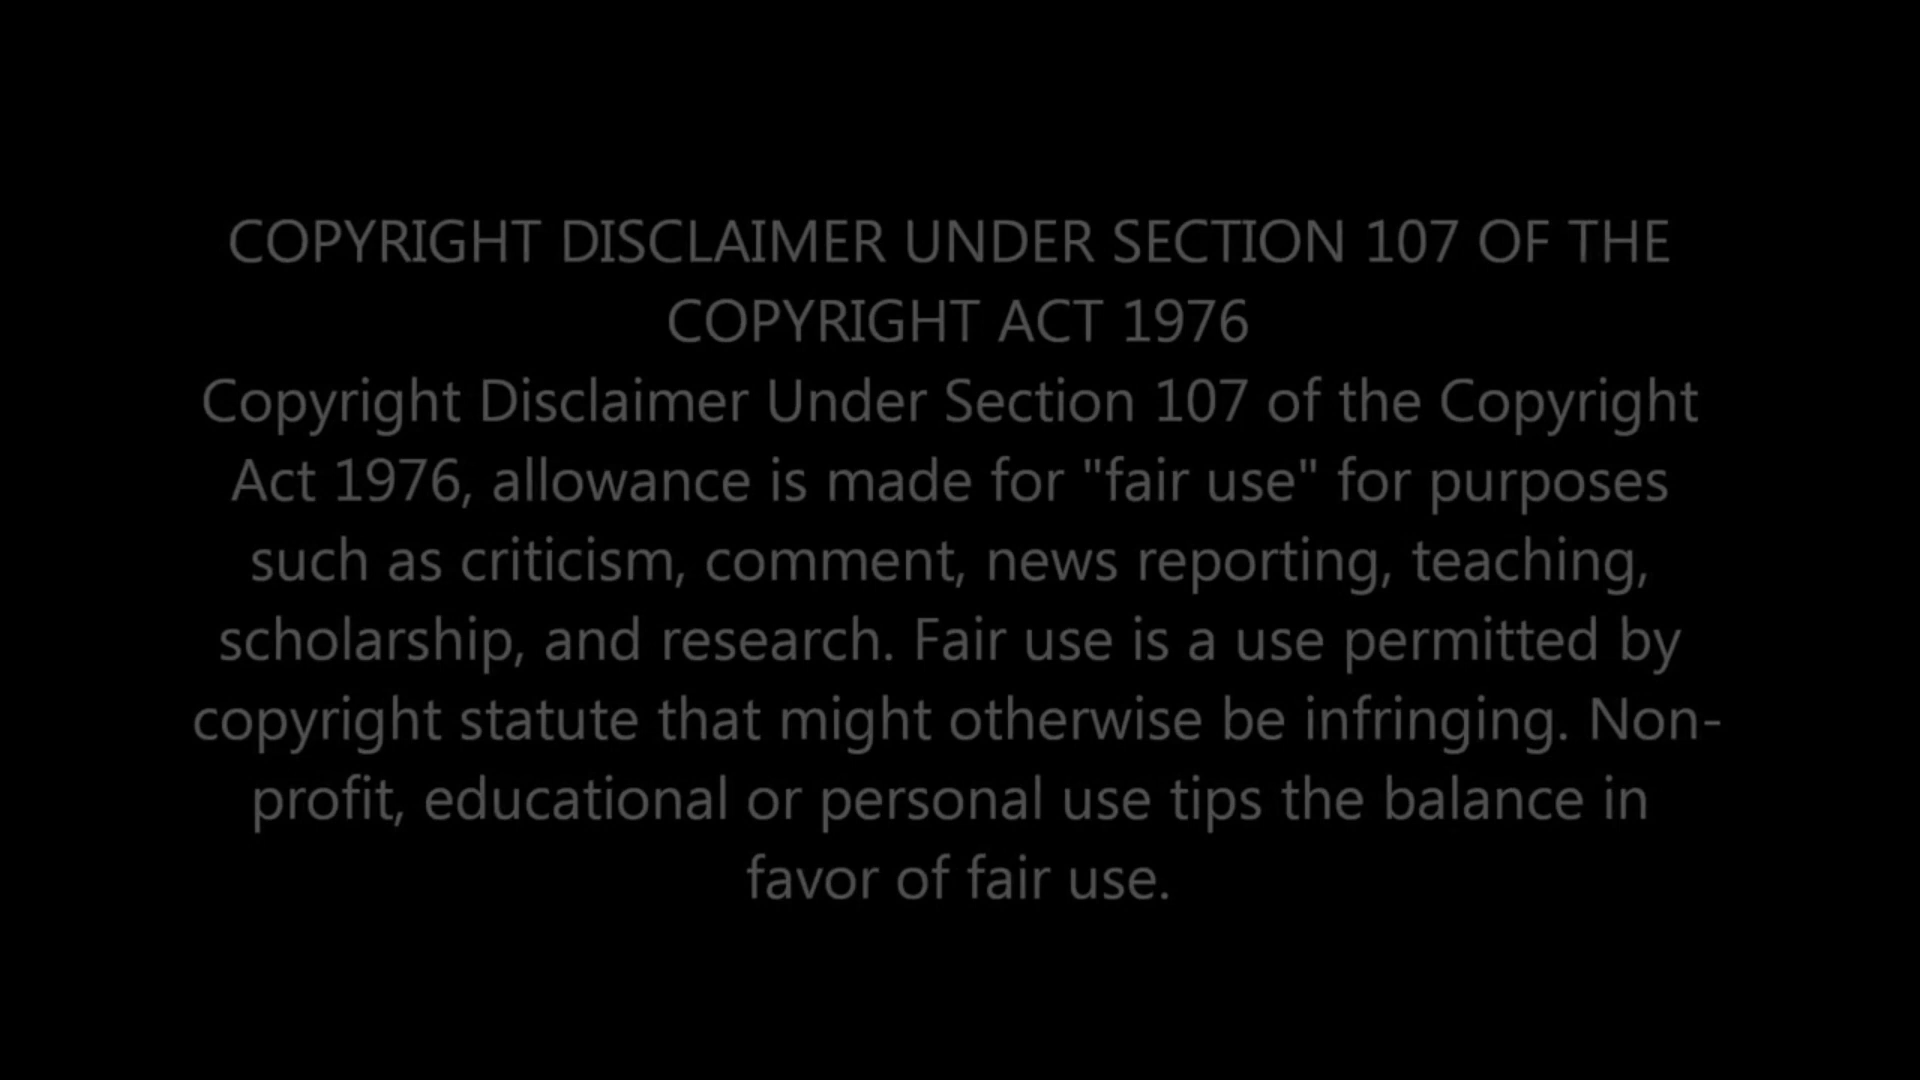 COPYRIGHT DISCLAIMER UNDER SECTION 107 OF THE
COPYRIGHT ACT 1976
Copyright Disclaimer Under Section 107 of the Copyright
Act 1976, allowance is made for "fair use" for purposes
such as criticism, comment, news reporting, teaching,
scholarship, and research. Fair use is a use permitted by
copyright statute that might otherwise be infringing. Non-
profit, educational or personal use tips the balance in
favor of fair use.